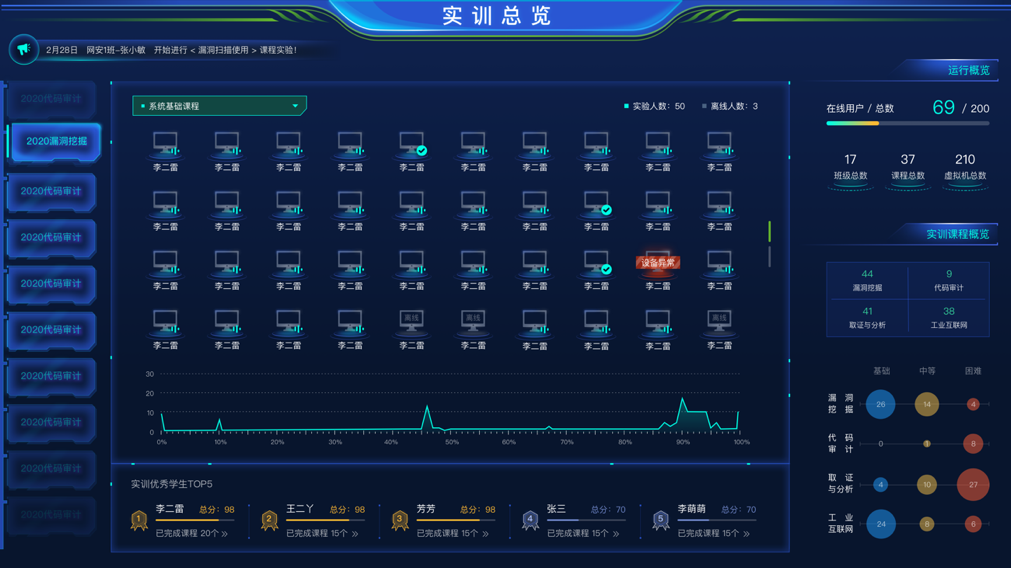 实训总览
2月28日 网安1班-张小敏 开始进行 < 漏洞扫描使用 > 课程实验!
运行概览
2020代码审计
2020漏洞挖掘
2020代码审计
2020代码审计
2020代码审计
2020代码审计
2020代码审计
2020代码审计
2020代码审计
2020代码审计
系统基础课程
实验人数: 50 离线人数: 3
李二雷 李二雷 李二雷 李二雷 李二雷 李二雷 李二雷 李二雷 李二雷 李二雷
李二雷 李二雷 李二雷 李二雷 李二雷 李二雷 李二雷 李二雷 李二雷 李二雷
设备异常
李二雷 李二雷 李二雷 李二雷 李二雷 李二雷 李二雷 李二雷 李二雷 李二雷
离线 离线 离线
李二雷 李二雷 李二雷 李二雷 李二雷 李二雷 李二雷 李二雷 李二雷 李二雷
30
20
10
0
0% 10% 20% 30% 40% 50% 60% 70% 80% 90% 100%
实训优秀学生TOP5
1 李二雷 总分: 98
已完成课程 20个
2 王二丫 总分: 98
已完成课程 15个
3 芳芳 总分: 98
已完成课程 15个
4 张三 总分: 70
已完成课程 15个
5 李萌萌 总分: 70
已完成课程 15个
在线用户 / 总数 69 / 200
17 37 210
班级总数 课程总数 虚拟机总数
实训课程概览
44 9
漏洞挖掘 代码审计
41 38
取证与分析 工业互联网
基础 中等 困难
漏洞
挖掘
26 14 4
代码
审计
0 1 8
取证
与分析
4 10 27
工业
互联网
24 8 6